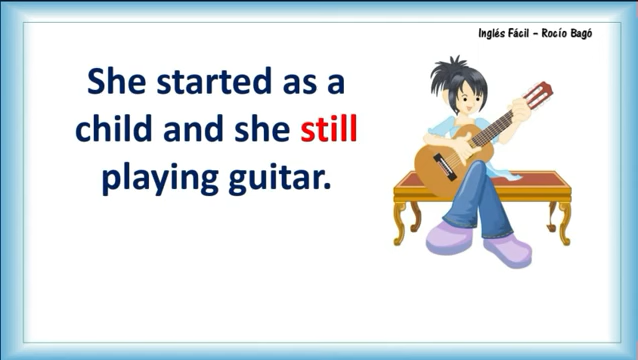 Inglés Fácil – Rocío Bagó
She started as a
child and she still
playing guitar.